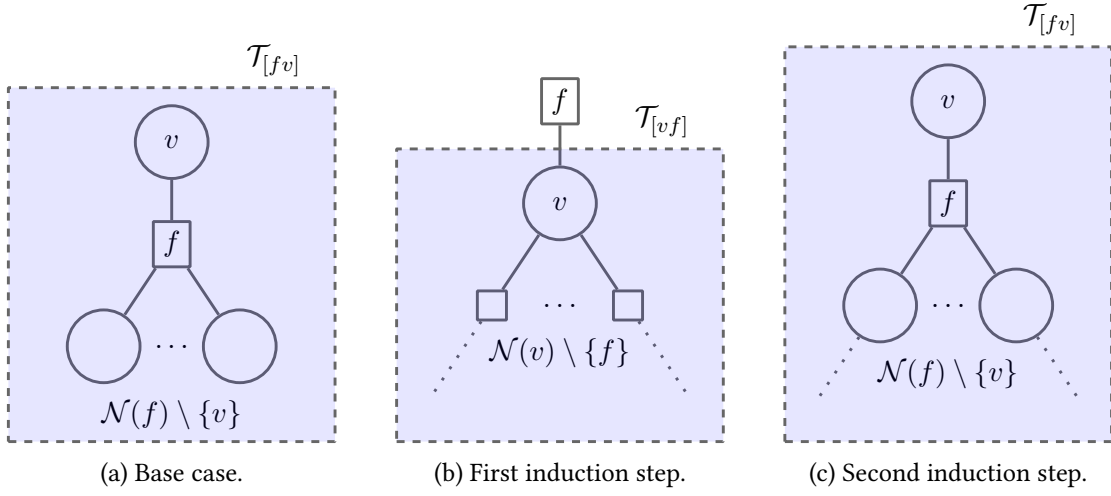 𝒯[fv]
v
f
⋯
𝒩(f) \ {v}
(a) Base case.
f
𝒯[vf]
v
⋯
𝒩(v) \ {f}
(b) First induction step.
𝒯[fv]
v
f
⋯
𝒩(f) \ {v}
(c) Second induction step.